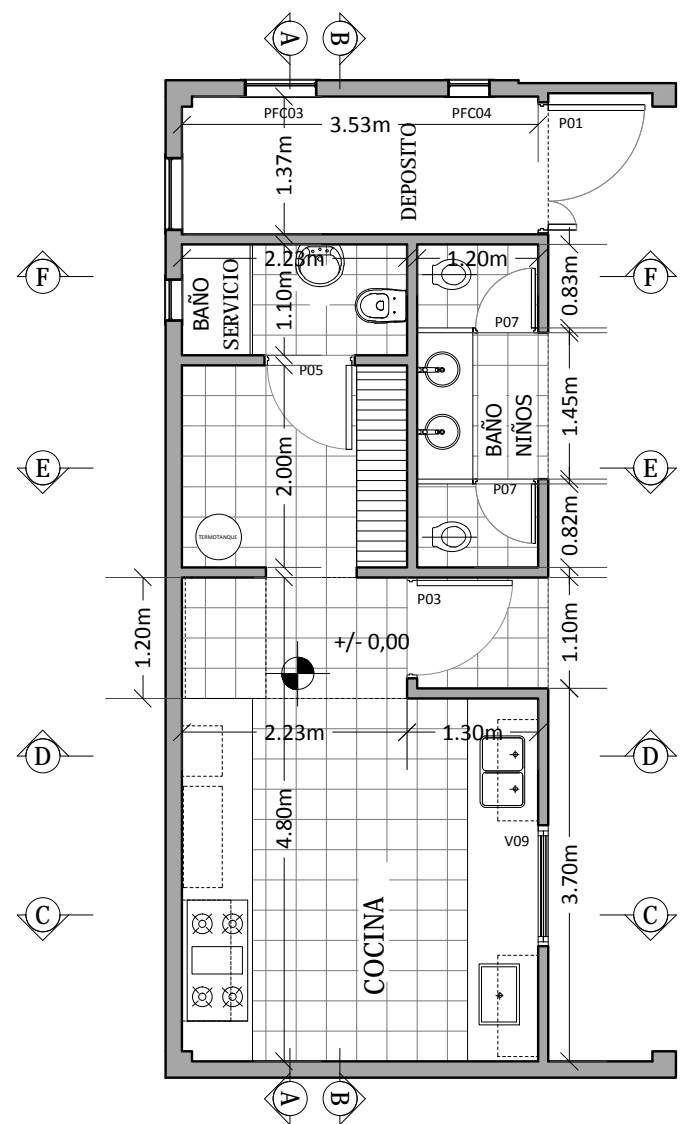 A
B
PFC03
PFC04
3.53m
P01
1.37m
DEPOSITO
F
F
2.23m
1.20m
BAÑO
SERVICIO
1.10m
0.83m
P07
P05
1.45m
BAÑO
NIÑOS
E
E
2.00m
P07
0.82m
TERMOTANQUE
P03
1.20m
+/- 0,00
1.10m
2.23m
1.30m
D
D
4.80m
V09
3.70m
C
C
COCINA
A
B